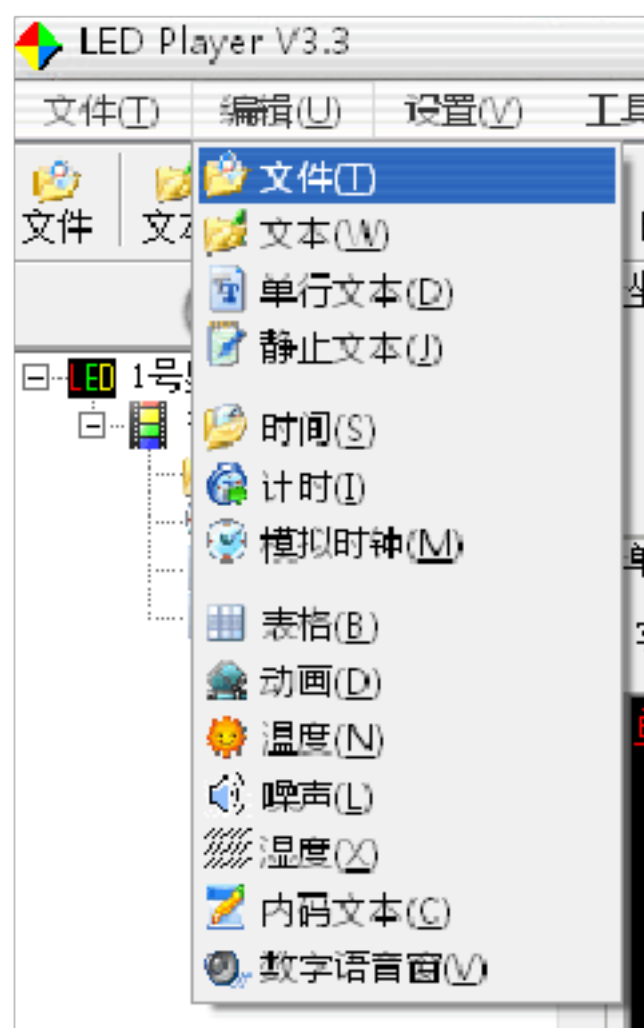 LED Player V3.3
文件(T) 编辑(U) 设置(V) 工具
文件
LED 1号
文件(T)
文本(W)
单行文本(D)
静止文本(J)
时间(S)
计时(I)
模拟时钟(M)
表格(B)
动画(D)
温度(N)
噪声(L)
湿度(X)
内码文本(C)
数字语音窗(V)